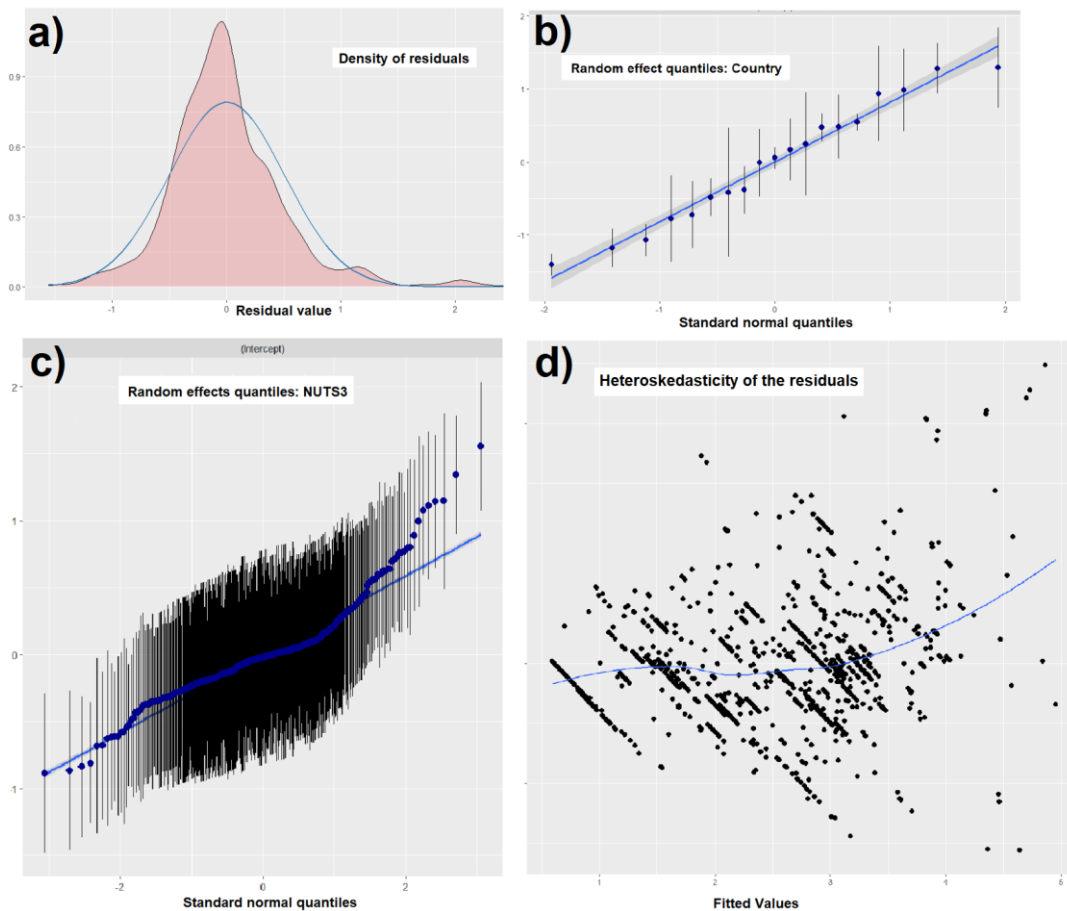 a)
Density of residuals
0.9
0.6
0.3
0.0
-1
0
1
2
Residual value
b)
Random effect quantiles: Country
2
1
0
-1
-2
-1
0
1
2
Standard normal quantiles
c)
(Intercept)
Random effects quantiles: NUTS3
2
1
0
-1
-2
0
2
Standard normal quantiles
d)
Heteroskedasticity of the residuals
1
2
3
4
5
Fitted Values